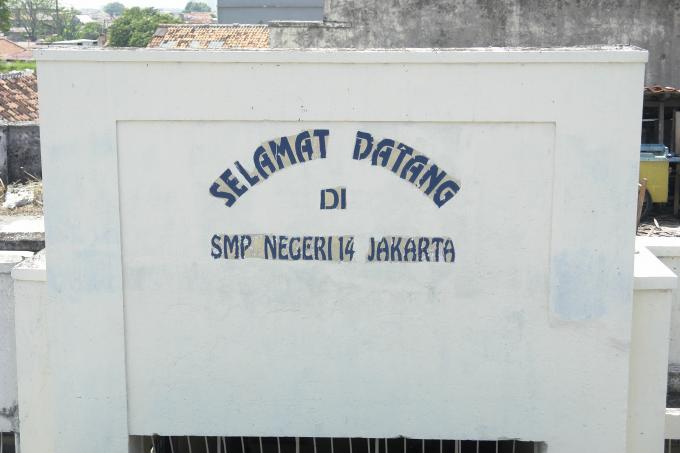 SELAMAT DATANG
DI
SMP NEGERI 14 JAKARTA